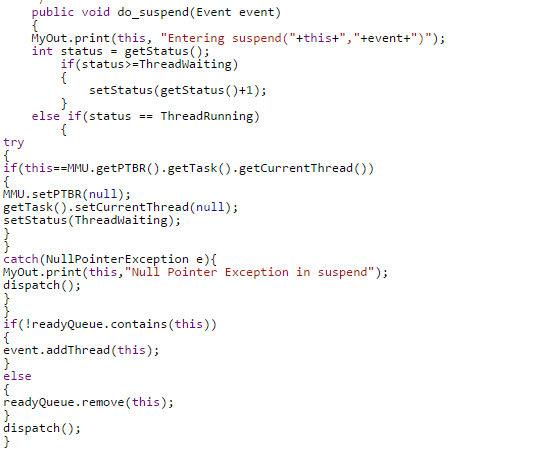 public void do_suspend(Event event)
{
MyOut.print(this, "Entering suspend("+this+","+event+")");
int status = getStatus();
if(status>=ThreadWaiting)
{
setStatus(getStatus()+1);
}
else if(status == ThreadRunning)
{
try
{
if(this==MMU.getPTBR().getTask().getCurrentThread())
{
MMU.setPTBR(null);
getTask().setCurrentThread(null);
setStatus(ThreadWaiting);
}
}
catch(NullPointerException e){
MyOut.print(this,"Null Pointer Exception in suspend");
dispatch();
}
}
if(!readyQueue.contains(this))
{
event.addThread(this);
}
else
{
readyQueue.remove(this);
}
dispatch();
}